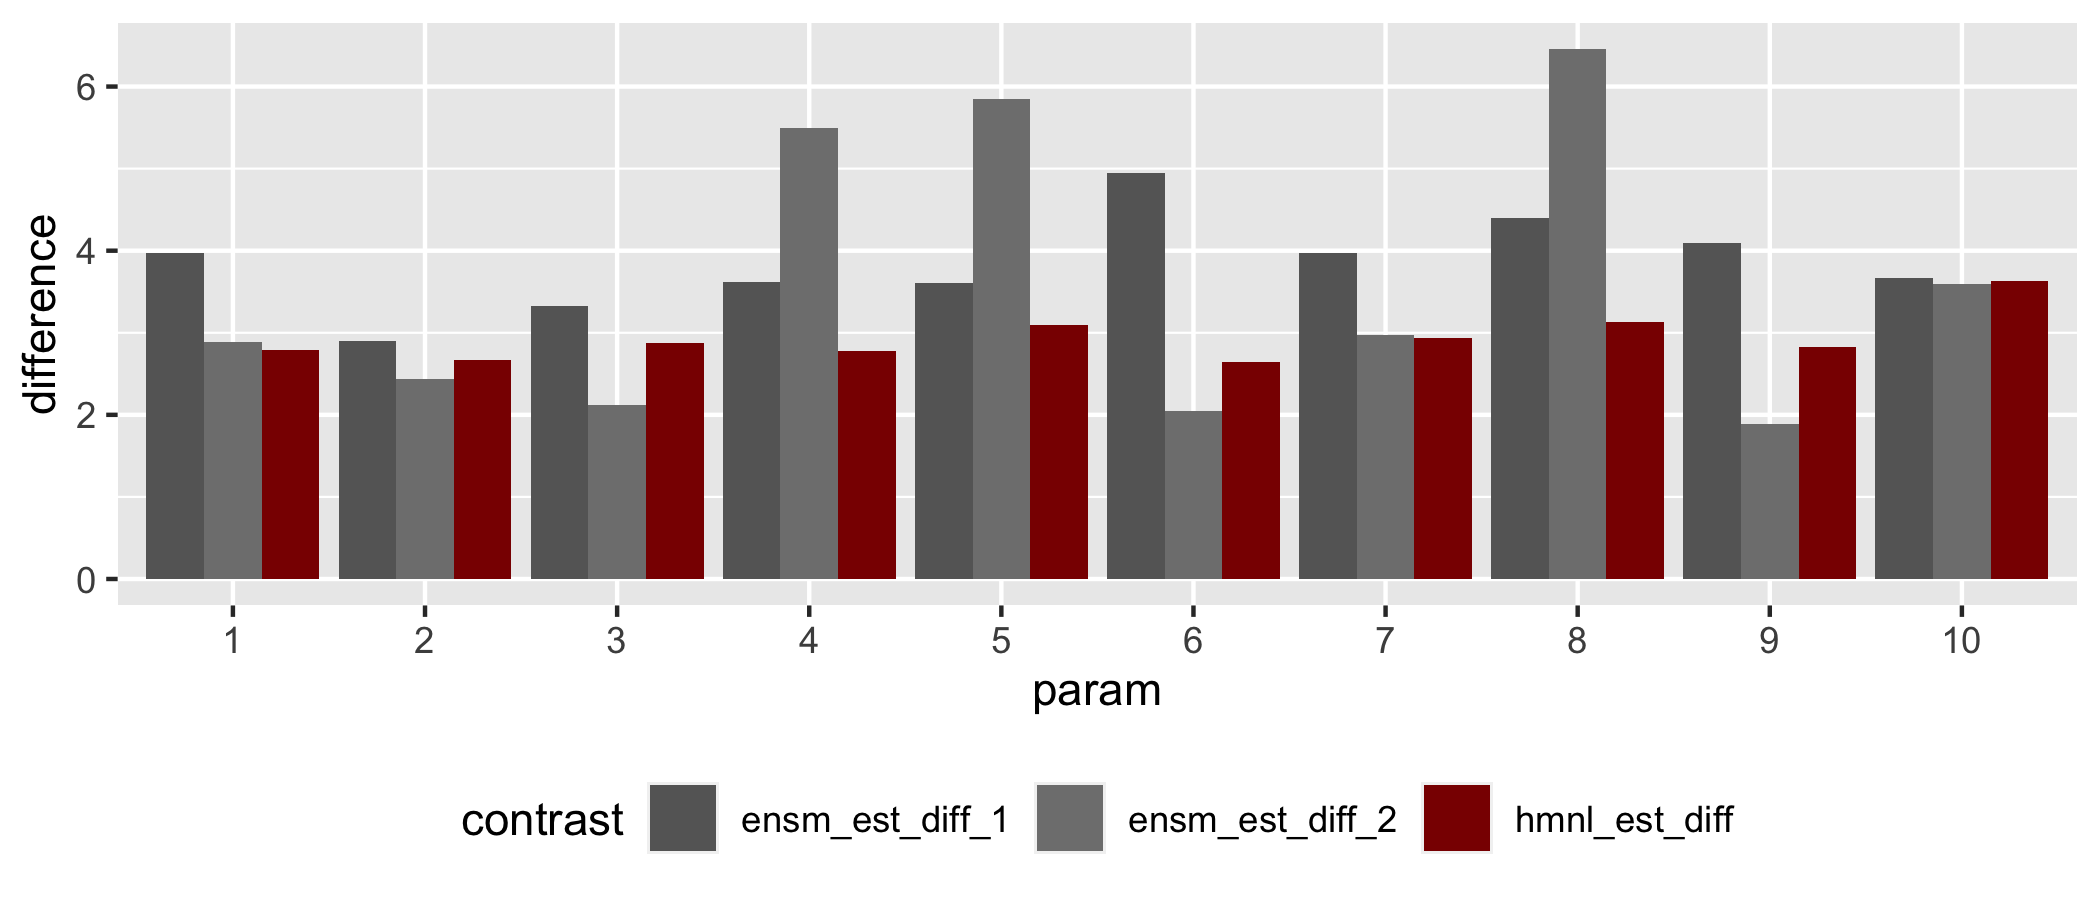 difference
6
4
2
0
1 2 3 4 5 6 7 8 9 10
param
contrast ensm_est_diff_1 ensm_est_diff_2 hmnl_est_diff